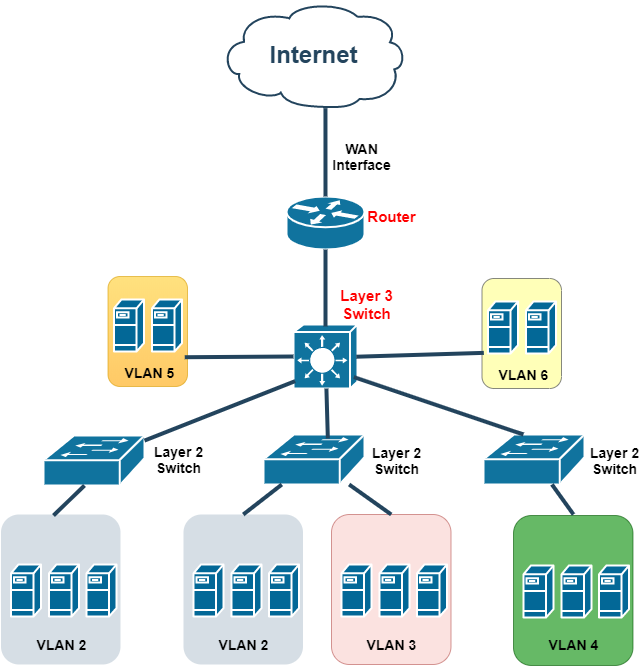 Internet
WAN
Interface
Router
Layer 3
Switch
VLAN 5
VLAN 6
Layer 2
Switch
Layer 2
Switch
Layer 2
Switch
VLAN 2
VLAN 2
VLAN 3
VLAN 4